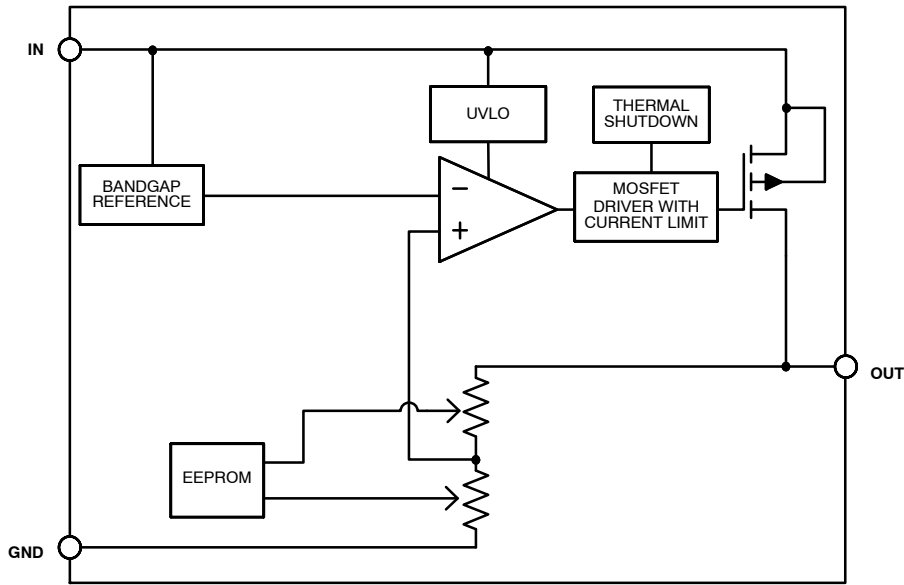 IN
UVLO
THERMAL
SHUTDOWN
BANDGAP
REFERENCE
−
+
MOSFET
DRIVER WITH
CURRENT LIMIT
OUT
EEPROM
GND